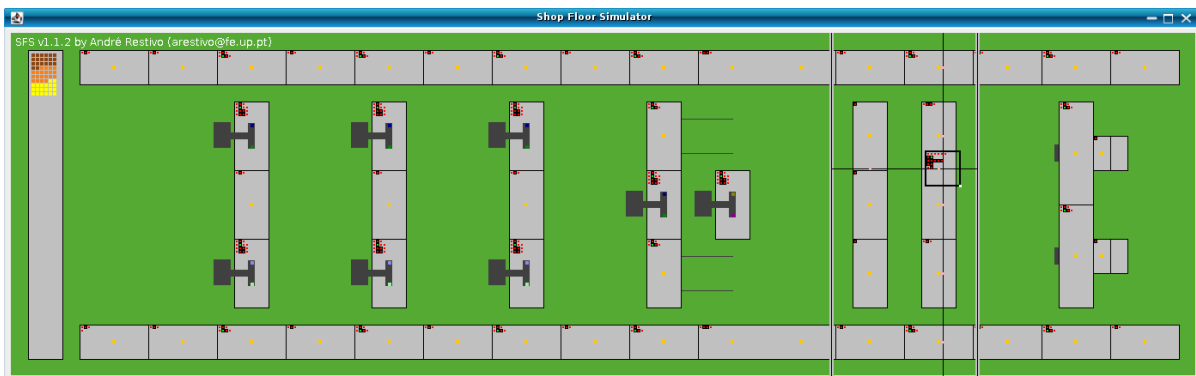 Shop Floor Simulator
SFS v1.1.2 by André Restivo (arestivo@fe.up.pt)